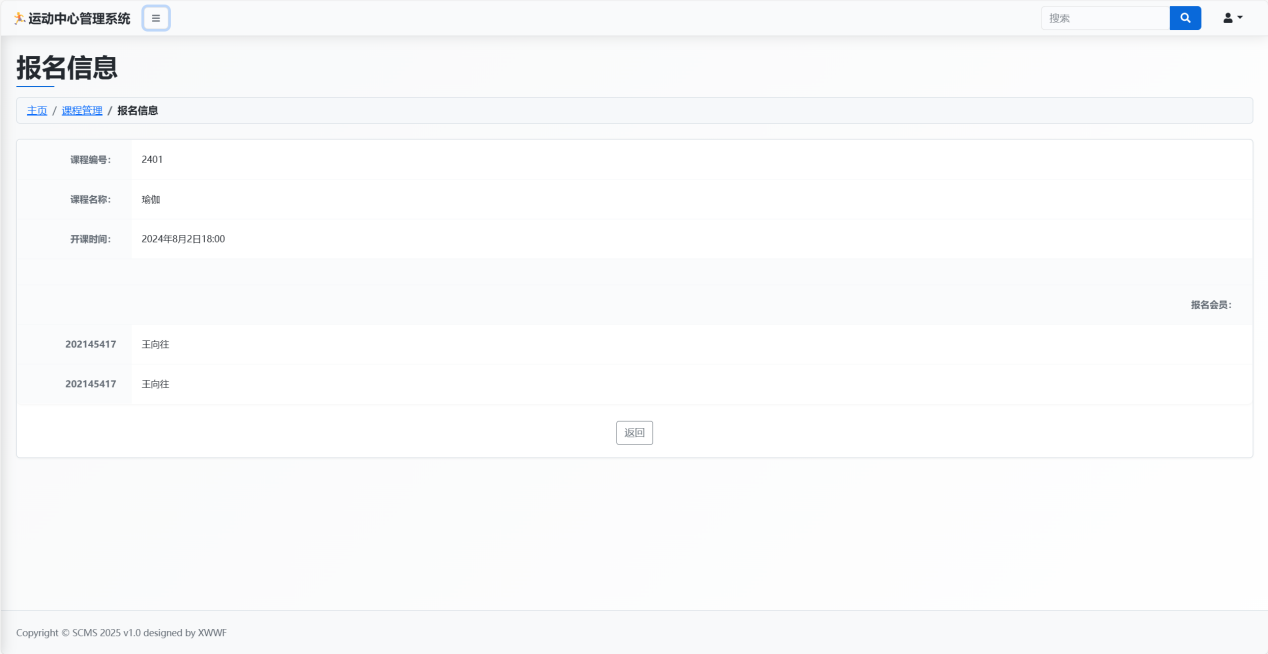 运动中心管理系统
搜索
报名信息
主页 / 课程管理 / 报名信息
课程编号： 2401
课程名称： 瑜伽
开课时间： 2024年8月2日18:00
报名会员：
202145417 王向往
202145417 王向往
返回
Copyright © SCMS 2025 v1.0 designed by XWWF